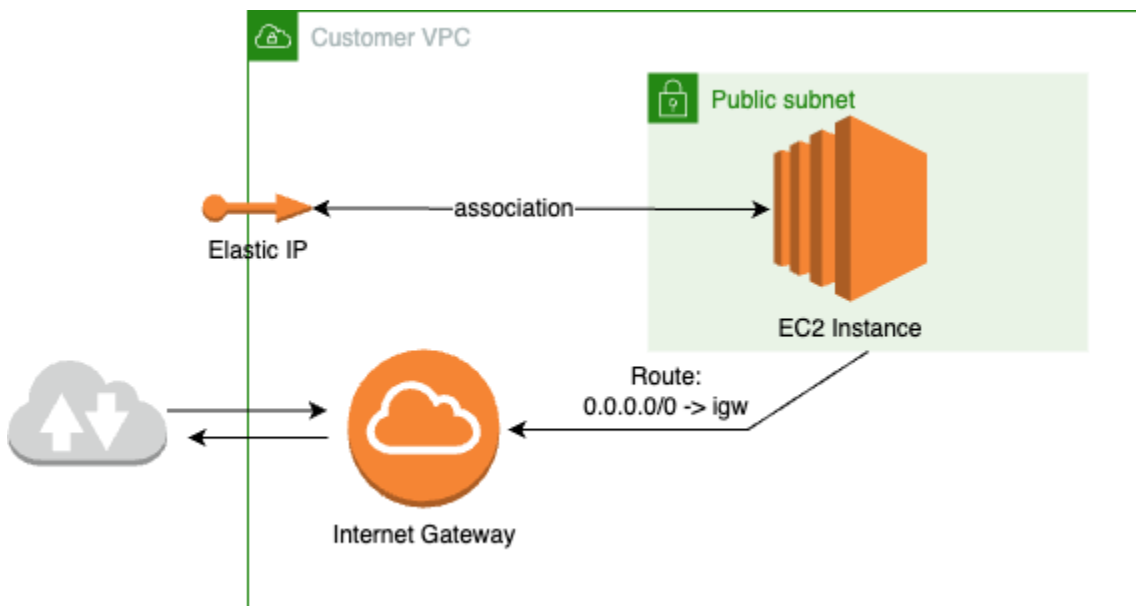 Customer VPC
Public subnet
association
Elastic IP
EC2 Instance
Route:
0.0.0.0/0 -> igw
Internet Gateway